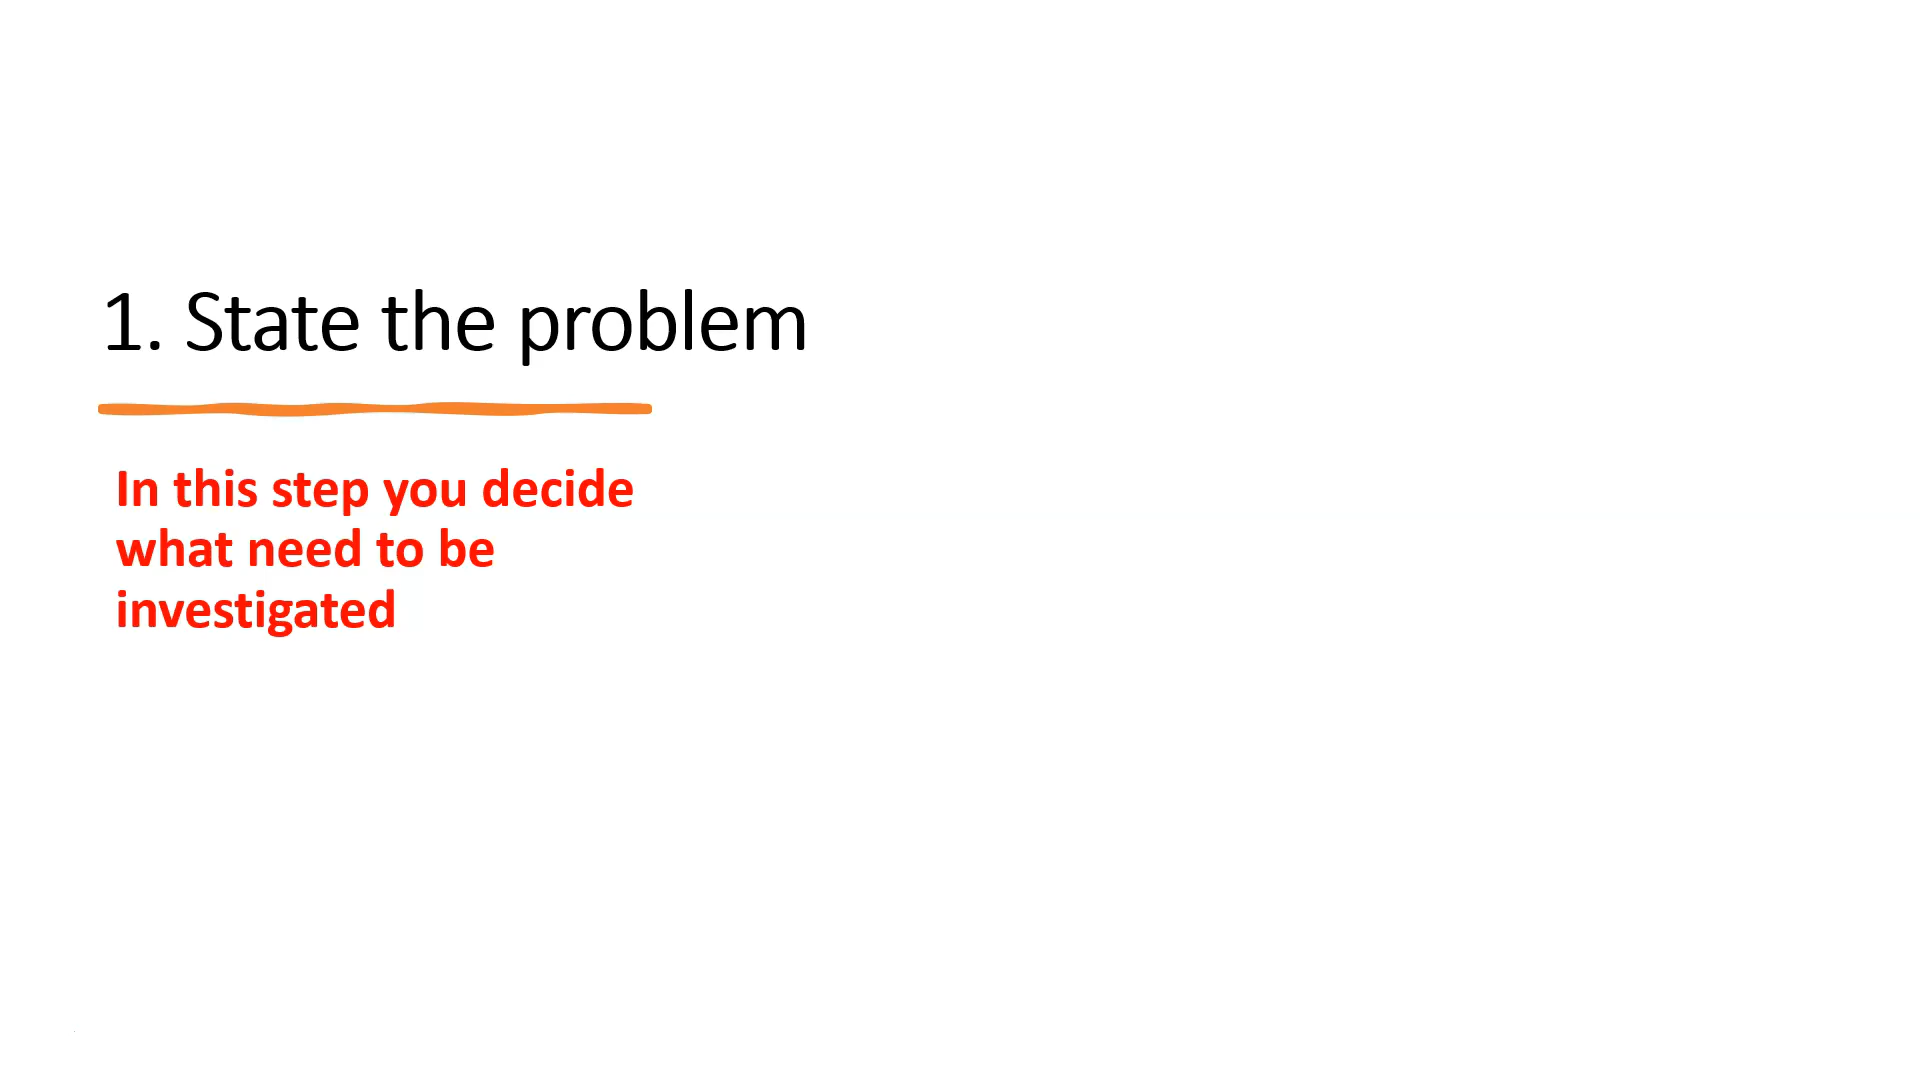 1. State the problem
In this step you decide
what need to be
investigated